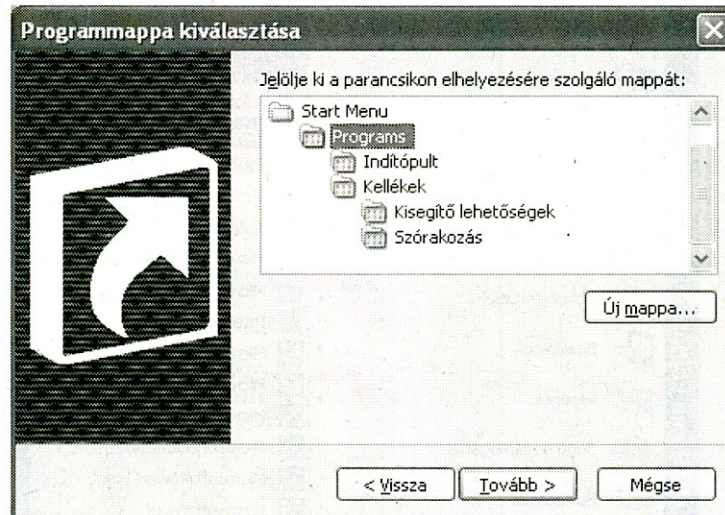 Programmappa kiválasztása
Jelölje ki a parancsikon elhelyezésére szolgáló mappát:
Start Menu
Programs
Indítópult
Kellékek
Kisegítő lehetőségek
Szórakozás
Új mappa...
< Vissza
Tovább >
Mégse